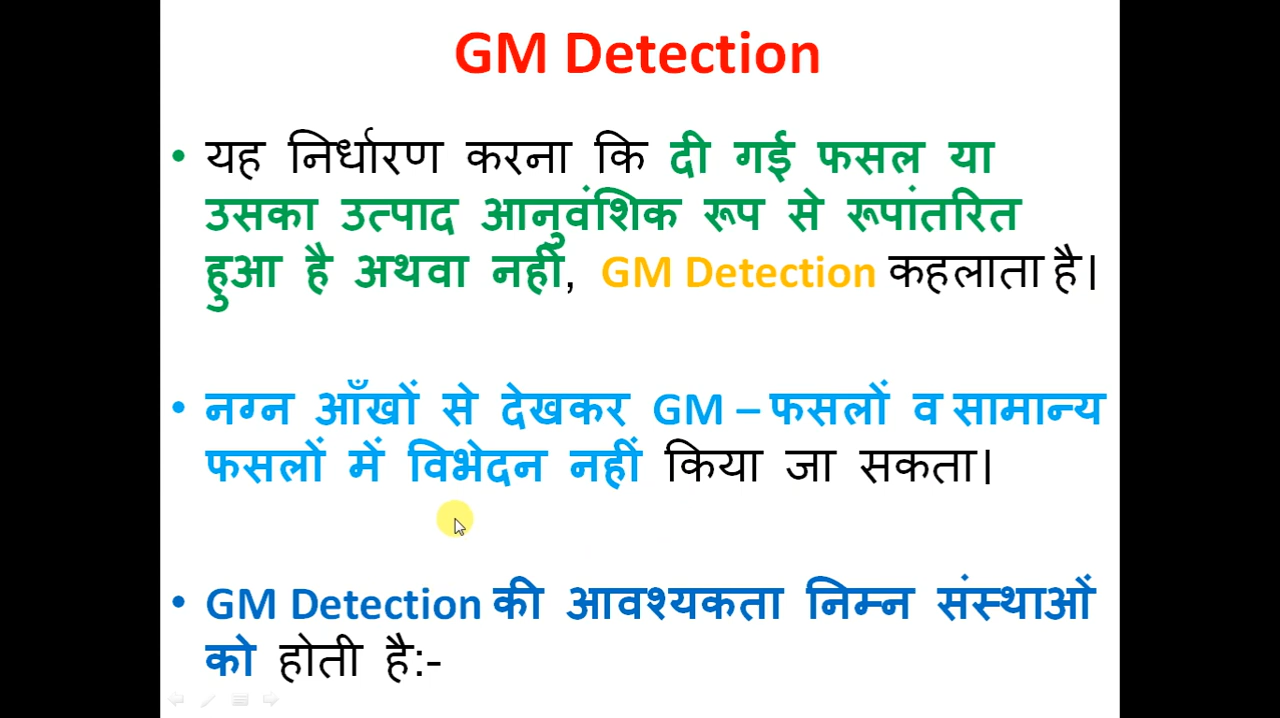 GM Detection
• यह निर्धारण करना कि दी गई फसल या
उसका उत्पाद आनुवंशिक रूप से रूपांतरित
हुआ है अथवा नहीं, GM Detection कहलाता है।
• नग्न आँखों से देखकर GM – फसलों व सामान्य
फसलों में विभेदन नहीं किया जा सकता।
• GM Detection की आवश्यकता निम्न संस्थाओं
को होती है:-